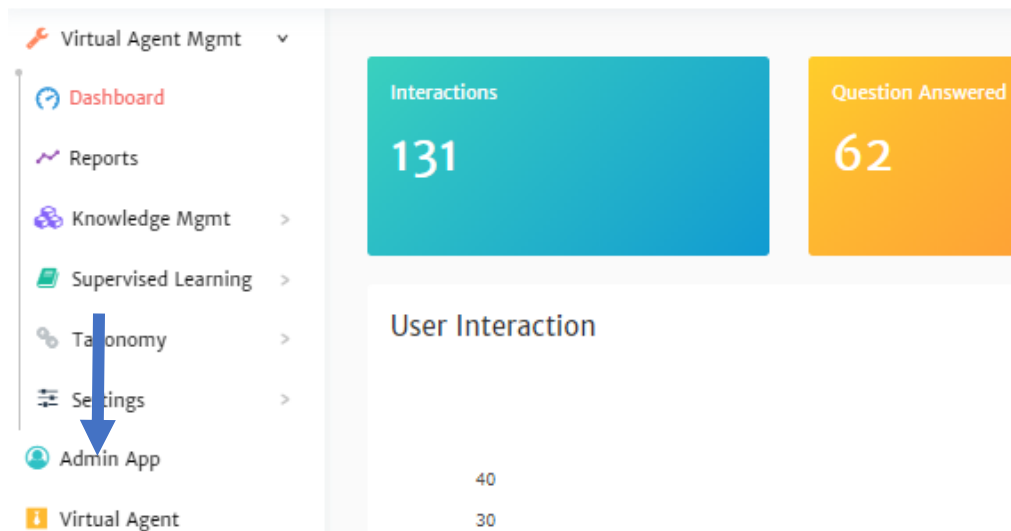 Virtual Agent Mgmt
Dashboard
Reports
Knowledge Mgmt
Supervised Learning
Taxonomy
Settings
Admin App
Virtual Agent
Interactions
131
Question Answered
62
User Interaction
40
30